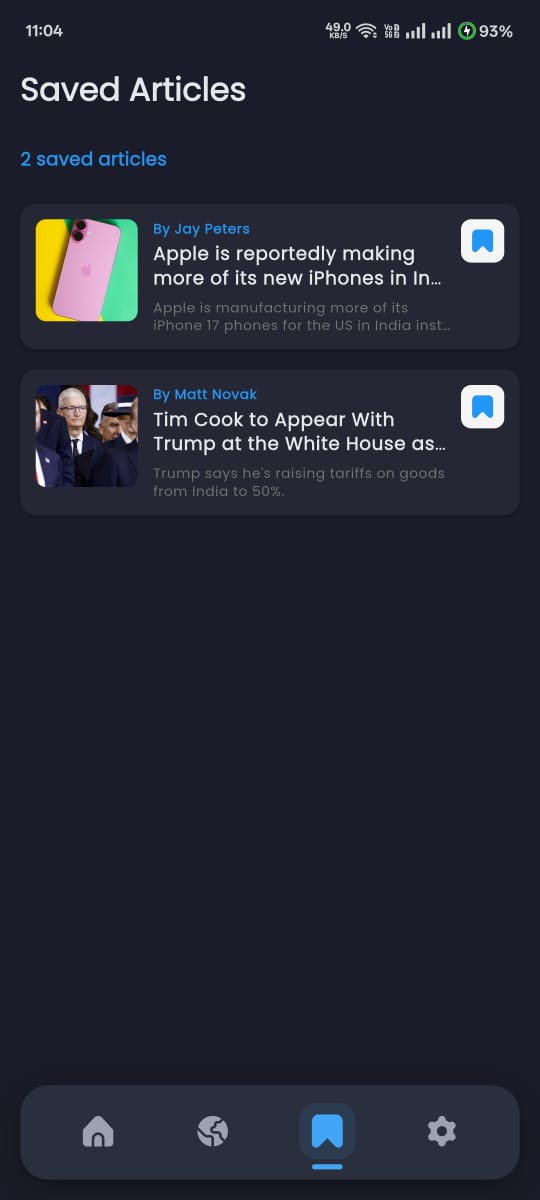 11:04
49.0
KB/S
93%
Saved Articles
2 saved articles
By Jay Peters
Apple is reportedly making
more of its new iPhones in In...
Apple is manufacturing more of its
iPhone 17 phones for the US in India inst...
By Matt Novak
Tim Cook to Appear With
Trump at the White House as...
Trump says he's raising tariffs on goods
from India to 50%.